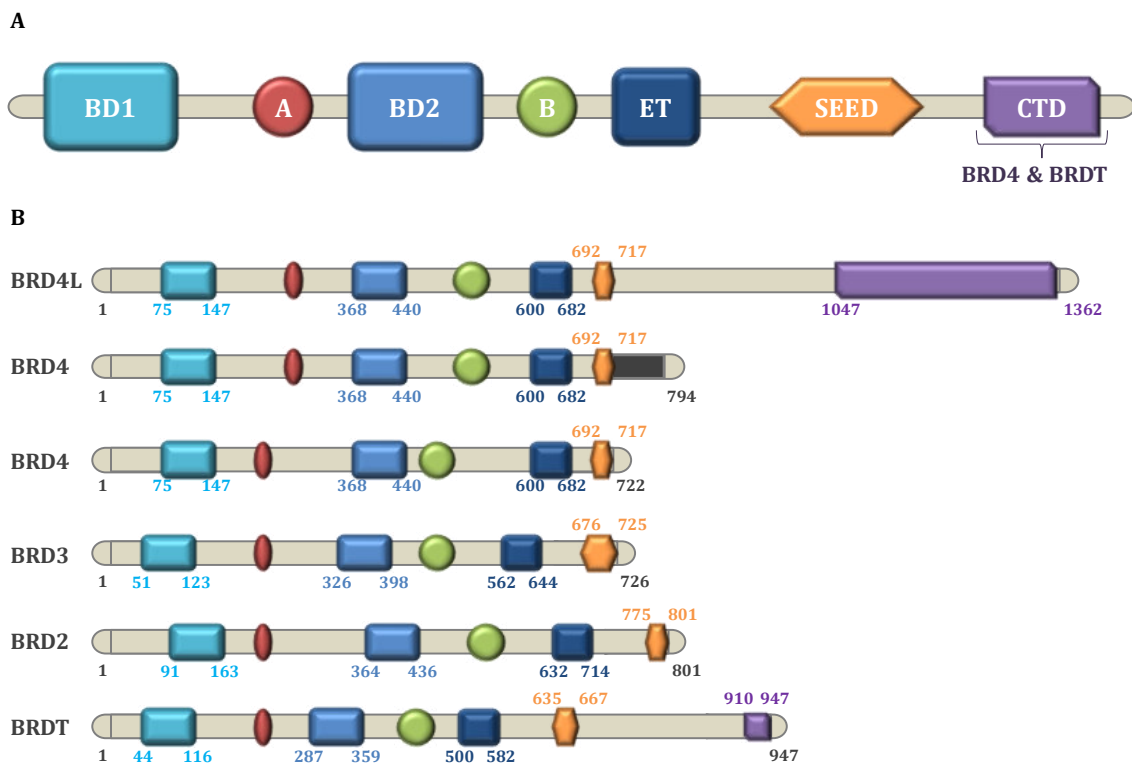 A
BD1 A BD2 B ET SEED CTD
BRD4 & BRDT
B
692 717
BRD4L
1 75 147 368 440 600 682 1047 1362
692 717
BRD4
1 75 147 368 440 600 682 794
692 717
BRD4
1 75 147 368 440 600 682 722
676 725
BRD3
1 51 123 326 398 562 644 726
775 801
BRD2
1 91 163 364 436 632 714 801
635 667 910 947
BRDT
1 44 116 287 359 500 582 947